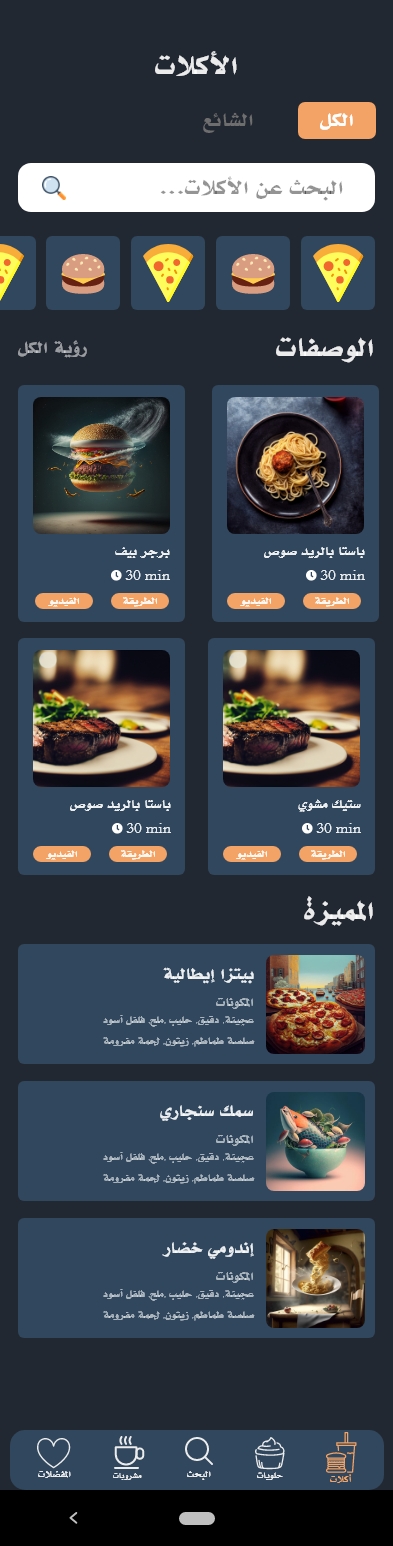 الأكلات
الكل
الشائع
البحث عن الأكلات...
الوصفات
رؤية الكل
باستا بالريد صوص
30 min
الطريقة
الفيديو
برجر بيف
30 min
الطريقة
الفيديو
ستيك مشوي
30 min
الطريقة
الفيديو
باستا بالريد صوص
30 min
الطريقة
الفيديو
المميزة
بيتزا إيطالية
المكونات
عجينة، دقيق، حليب ،ملح، فلفل أسود
صلصة طماطم، زيتون، لحمة مفرومة
سمك سنجاري
المكونات
عجينة، دقيق، حليب ،ملح، فلفل أسود
صلصة طماطم، زيتون، لحمة مفرومة
إندومي خضار
المكونات
عجينة، دقيق، حليب ،ملح، فلفل أسود
صلصة طماطم، زيتون، لحمة مفرومة
أكلات
حلويات
البحث
مشروبات
المفضلات